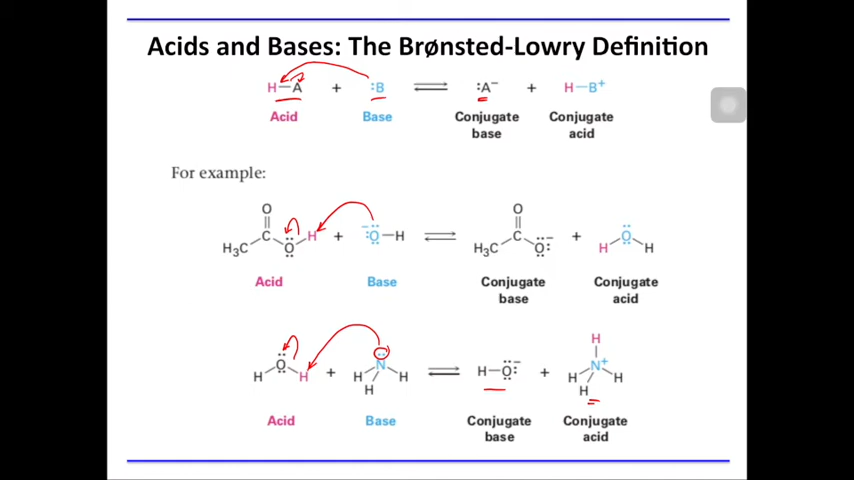 Acids and Bases: The Brønsted-Lowry Definition
H—A + :B ⇌ :A⁻ + H—B⁺
Acid Base Conjugate base Conjugate acid
For example:
O O
H₃C C O H + ⁻:O—H ⇌ H₃C C O:⁻ + H O H
Acid Base Conjugate base Conjugate acid
H
H O H + H N H H ⇌ H—O:⁻ + H N⁺ H H
Acid Base Conjugate base Conjugate acid